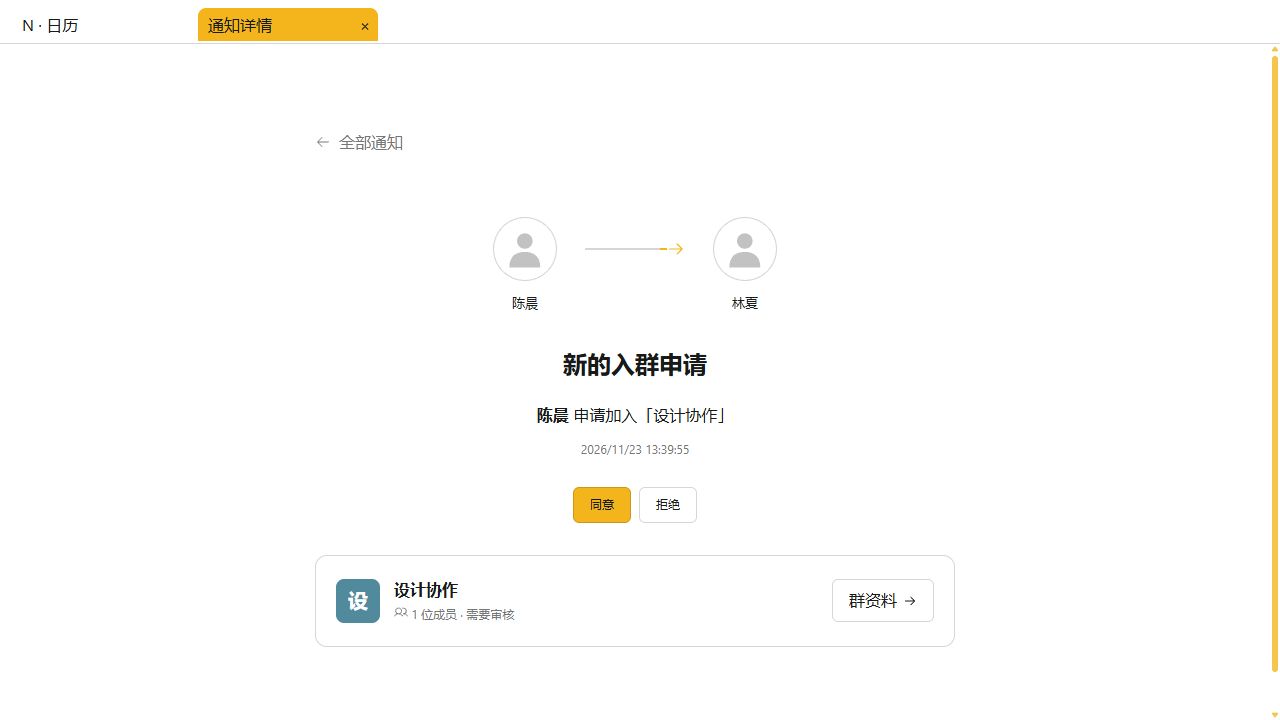 N · 日历
通知详情 ×
← 全部通知
陈晨
林夏
新的入群申请
陈晨 申请加入「设计协作」
2026/11/23 13:39:55
同意
拒绝
设
设计协作
1 位成员 · 需要审核
群资料 →